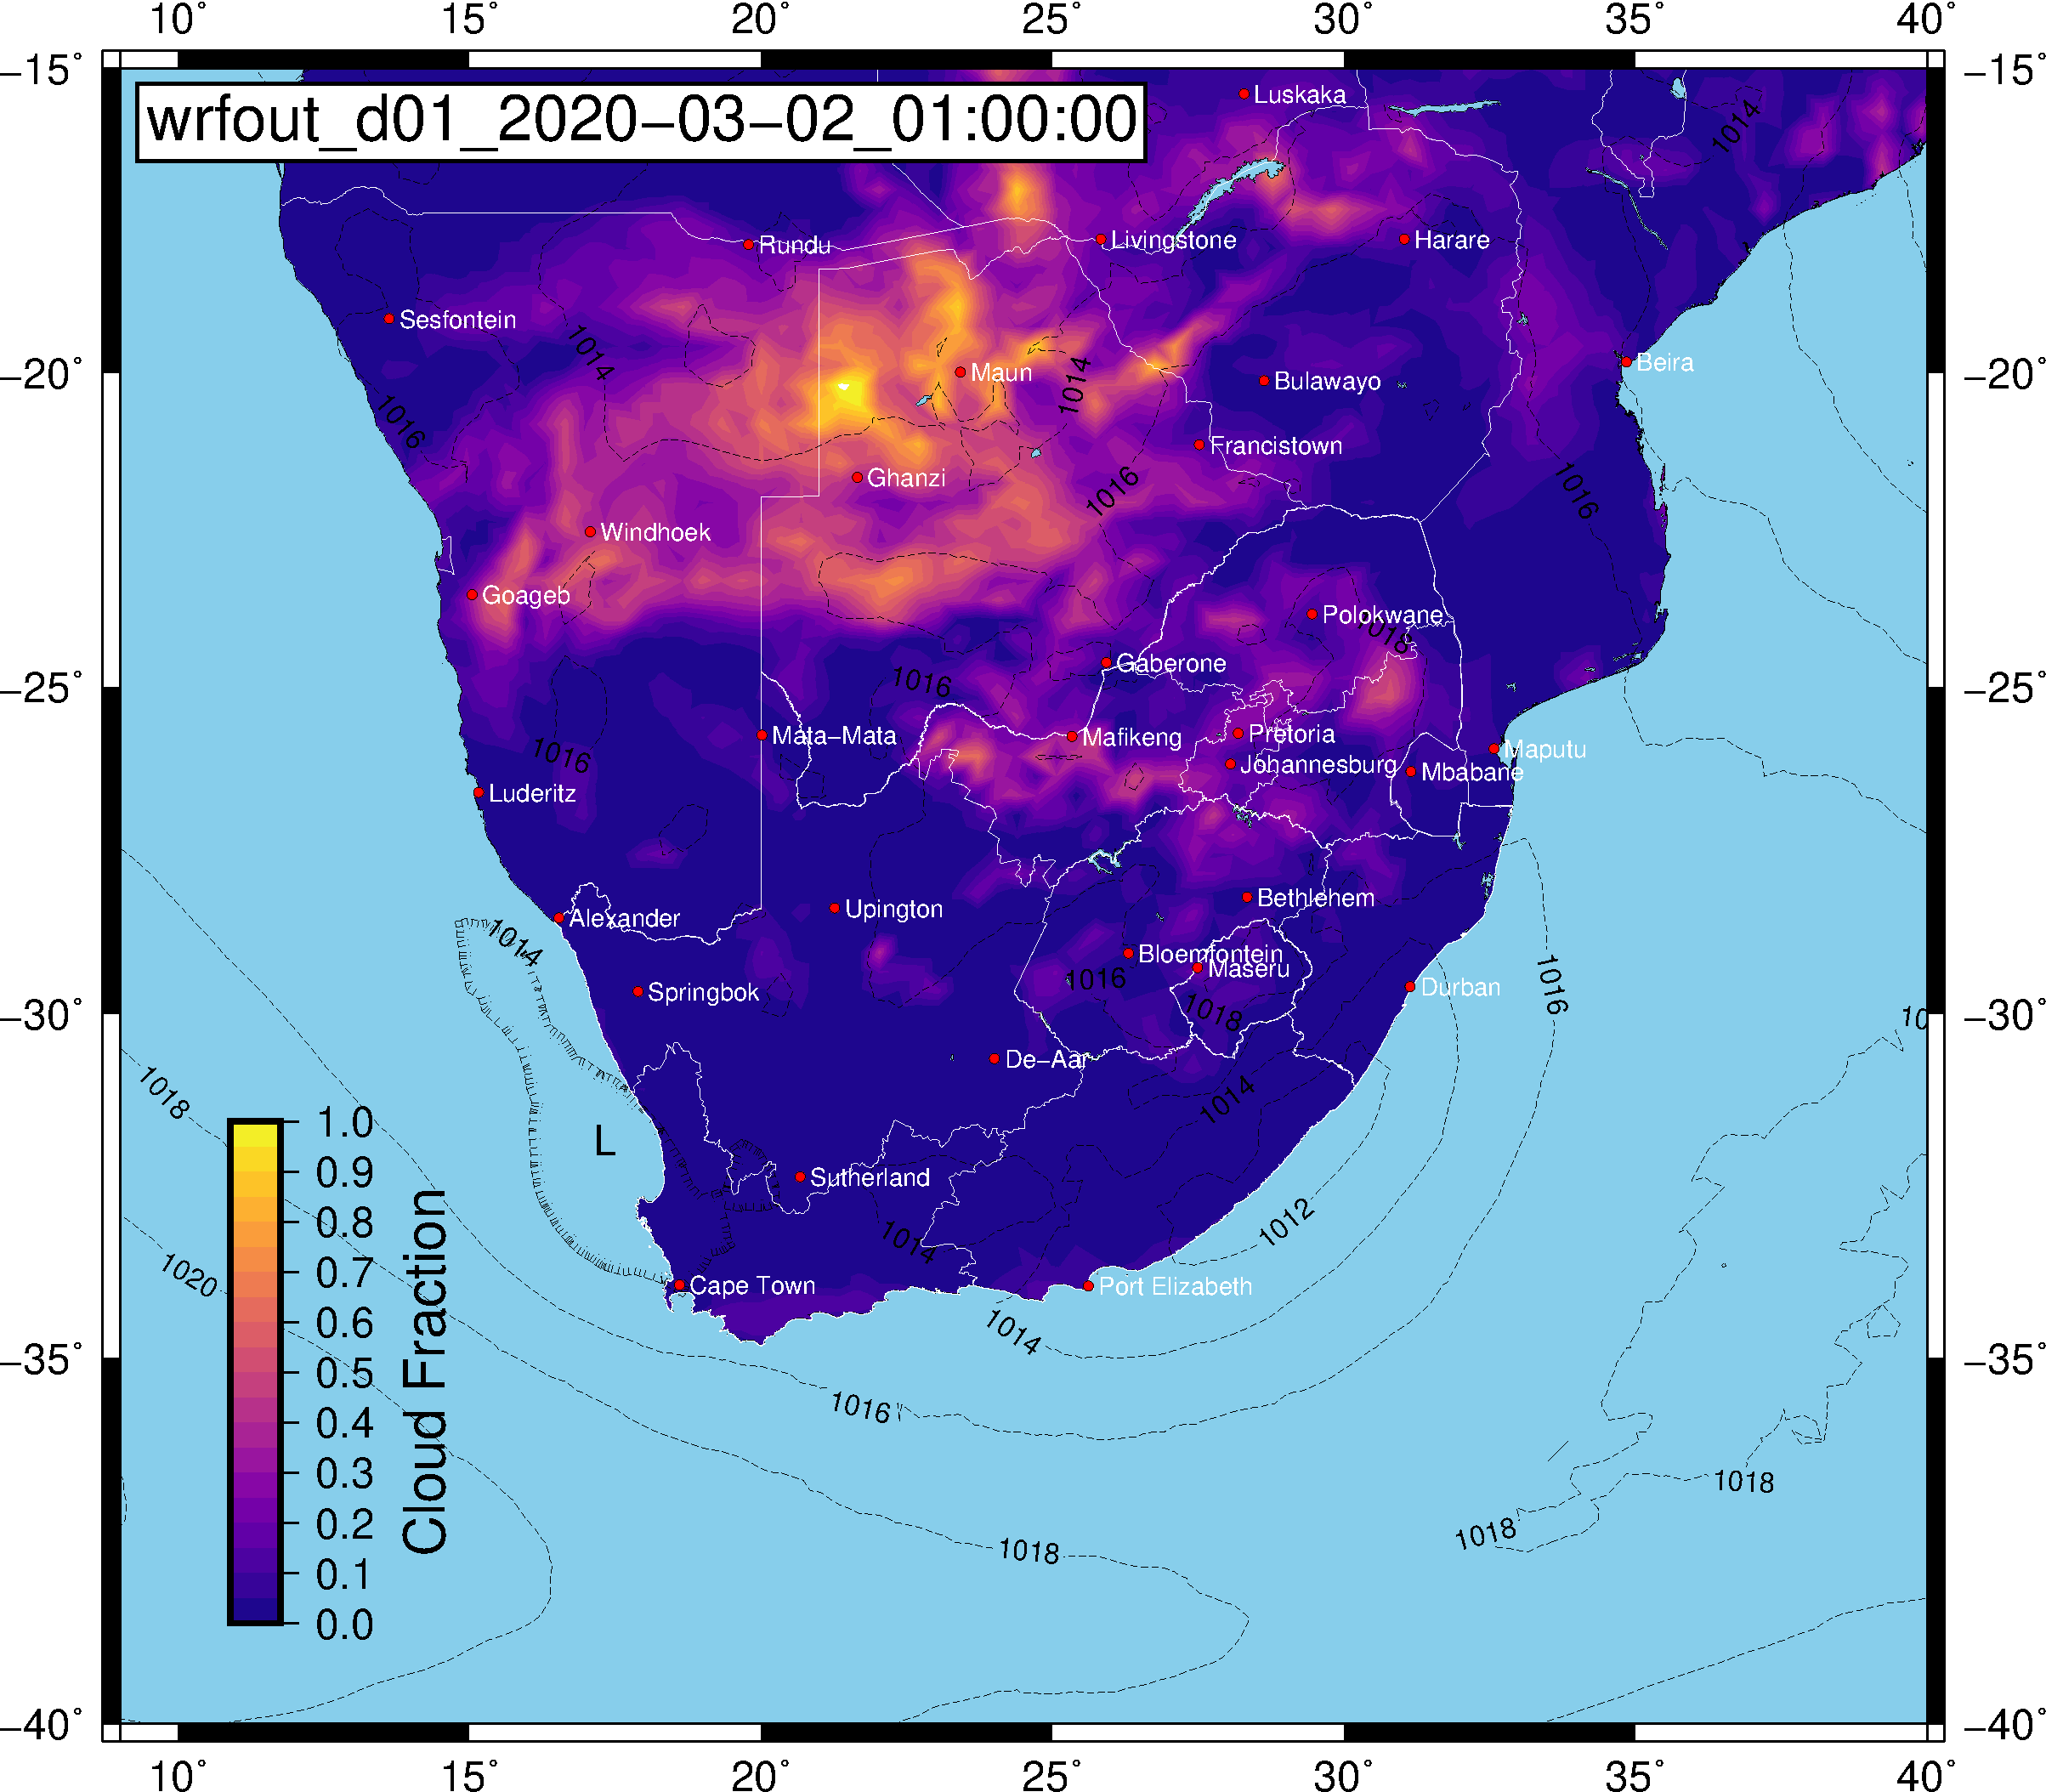 10° 15° 20° 25° 30° 35° 40°
−15° −15°
wrfout_d01_2020−03−02_01:00:00
Luskaka
1014
Rundu
Livingstone
Harare
Sesfontein
1014
−20° −20°
Maun
1014
Bulawayo
Beira
1016
Francistown
Ghanzi
1016
1016
Windhoek
Goageb
Polokwane
1018
Gaberone
1016
−25° −25°
Mata−Mata
Mafikeng
Pretoria
1016
Johannesburg
Mbabane
Maputu
Luderitz
Bethlehem
Upington
Alexander
1014
Bloemfontein
Maseru
1016
1016
Durban
Springbok
1018
−30° −30°
10
De−Aar
1018
1014
L
Sutherland
1012
1014
1020
Cape Town
Port Elizabeth
1014
−35° −35°
1016
1018
1018
1018
1.0
0.9
0.8
0.7
0.6
0.5
0.4
0.3
0.2
0.1
0.0
Cloud Fraction
−40° −40°
10° 15° 20° 25° 30° 35° 40°